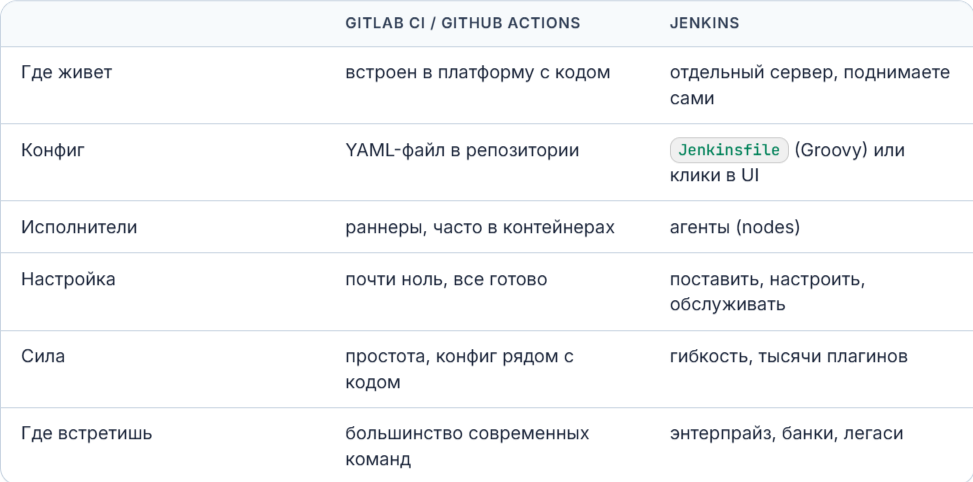 GITLAB CI / GITHUB ACTIONS JENKINS
Где живет встроен в платформу с кодом отдельный сервер, поднимаете
сами
Конфиг YAML-файл в репозитории Jenkinsfile (Groovy) или
клики в UI
Исполнители раннеры, часто в контейнерах агенты (nodes)
Настройка почти ноль, все готово поставить, настроить,
обслуживать
Сила простота, конфиг рядом с гибкость, тысячи плагинов
кодом
Где встретишь большинство современных энтерпрайз, банки, легаси
команд